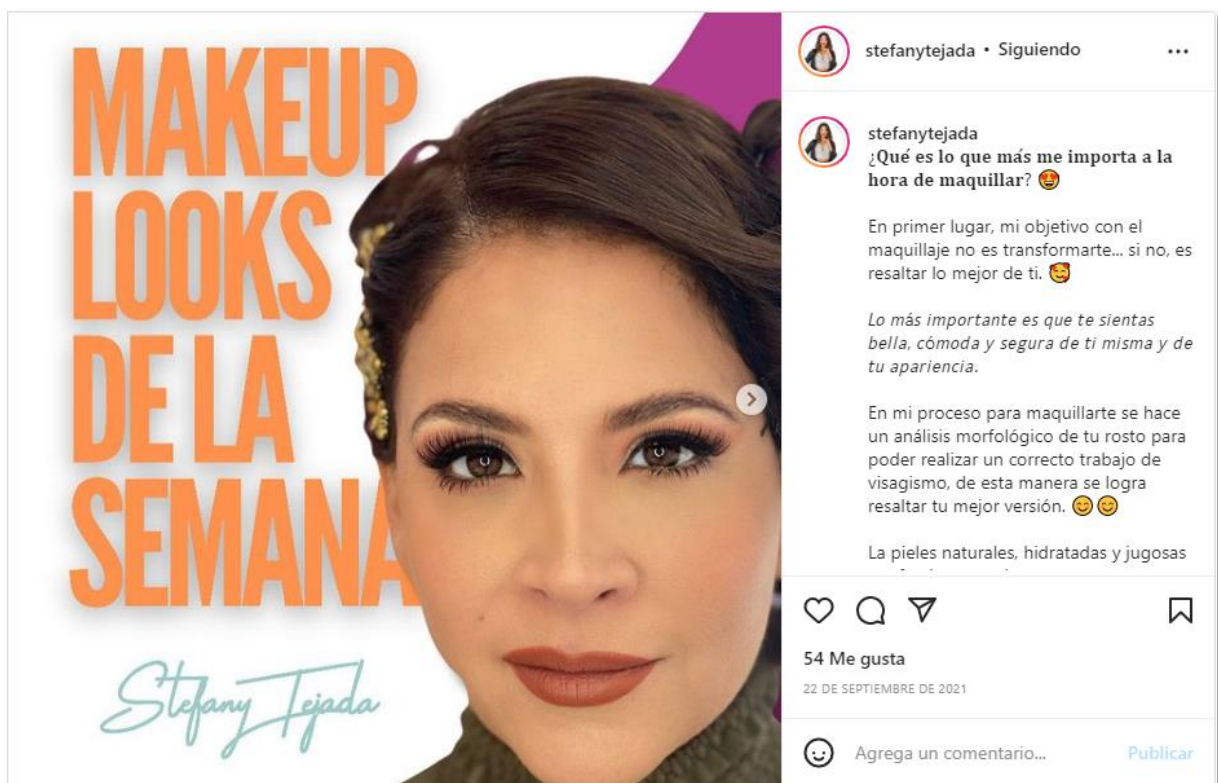 MAKEUP
LOOKS
DE LA
SEMANA
Stefany Tejada
stefanytejada • Siguiendo
stefanytejada
¿Qué es lo que más me importa a la
hora de maquillar? 😍
En primer lugar, mi objetivo con el
maquillaje no es transformarte... si no, es
resaltar lo mejor de ti. 🥰
Lo más importante es que te sientas
bella, cómoda y segura de ti misma y de
tu apariencia.
En mi proceso para maquillarte se hace
un análisis morfológico de tu rosto para
poder realizar un correcto trabajo de
visagismo, de esta manera se logra
resaltar tu mejor versión. 😊😊
La pieles naturales, hidratadas y jugosas
54 Me gusta
22 DE SEPTIEMBRE DE 2021
Agrega un comentario...
Publicar